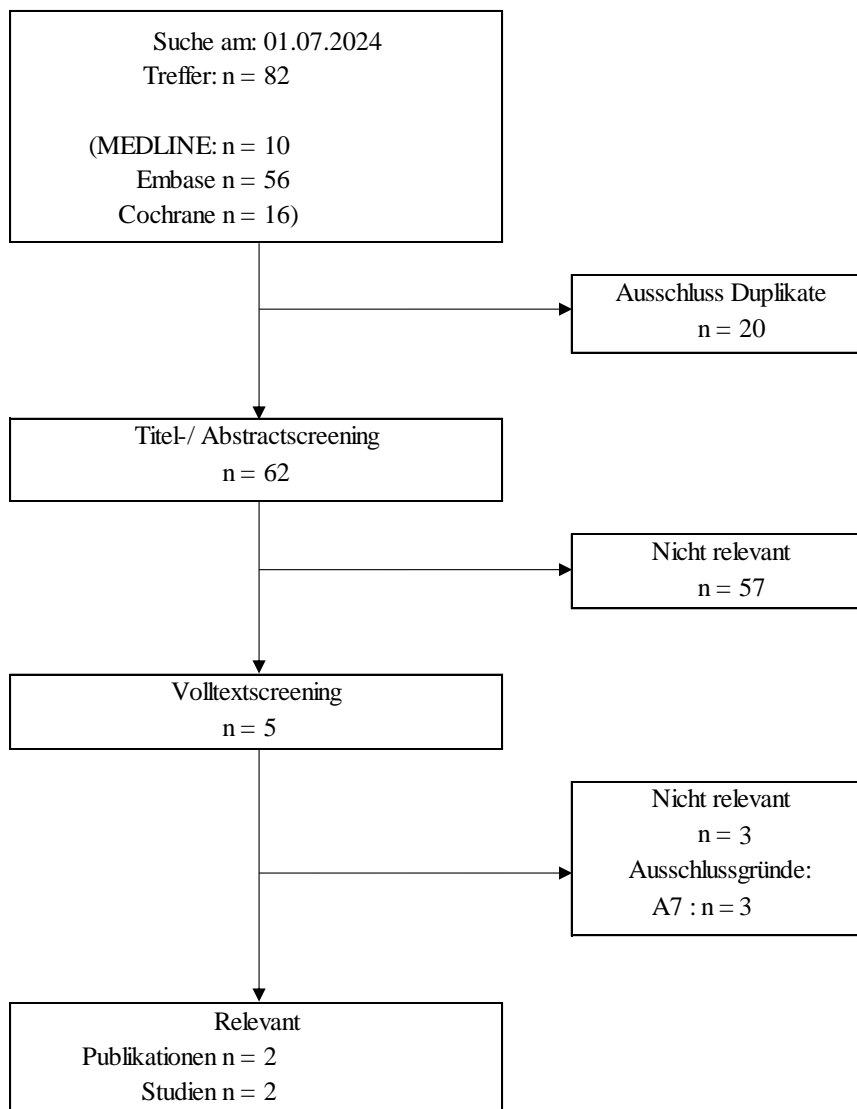 Suche am: 01.07.2024
Treffer: n = 82
(MEDLINE: n = 10
Embase n = 56
Cochrane n = 16)
Ausschluss Duplikate
n = 20
Titel-/ Abstractscreening
n = 62
Nicht relevant
n = 57
Volltextscreening
n = 5
Nicht relevant
n = 3
Ausschlussgründe:
A7 : n = 3
Relevant
Publikationen n = 2
Studien n = 2